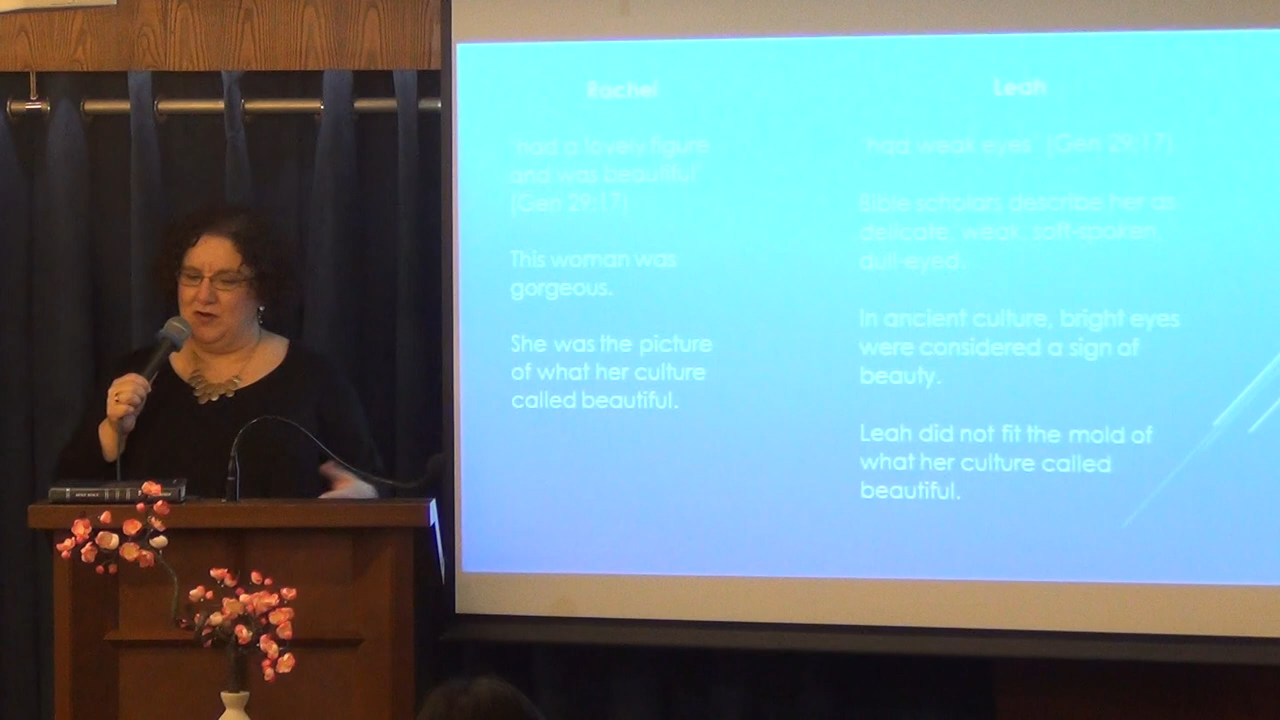 Rachel
'had a lovely figure
and was beautiful'
(Gen 29:17)
This woman was
gorgeous.
She was the picture
of what her culture
called beautiful.
Leah
'had weak eyes' (Gen 29:17)
Bible scholars describe her as
delicate, weak, soft-spoken,
dull-eyed.
In ancient culture, bright eyes
were considered a sign of
beauty.
Leah did not fit the mold of
what her culture called
beautiful.
HOLY BIBLE